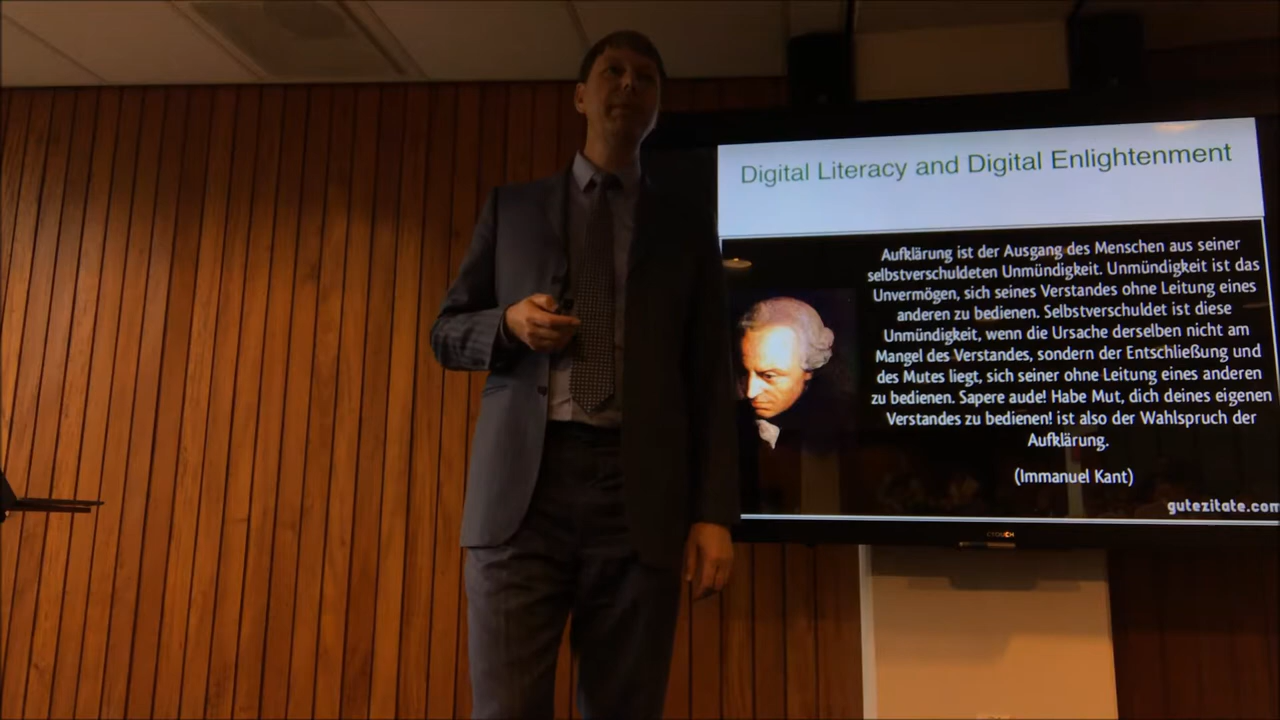 Digital Literacy and Digital Enlightenment
Aufklärung ist der Ausgang des Menschen aus seiner
selbstverschuldeten Unmündigkeit. Unmündigkeit ist das
Unvermögen, sich seines Verstandes ohne Leitung eines
anderen zu bedienen. Selbstverschuldet ist diese
Unmündigkeit, wenn die Ursache derselben nicht am
Mangel des Verstandes, sondern der Entschließung und
des Mutes liegt, sich seiner ohne Leitung eines anderen
zu bedienen. Sapere aude! Habe Mut, dich deines eigenen
Verstandes zu bedienen! ist also der Wahlspruch der
Aufklärung.
(Immanuel Kant)
gutezitate.com
CTOUCH